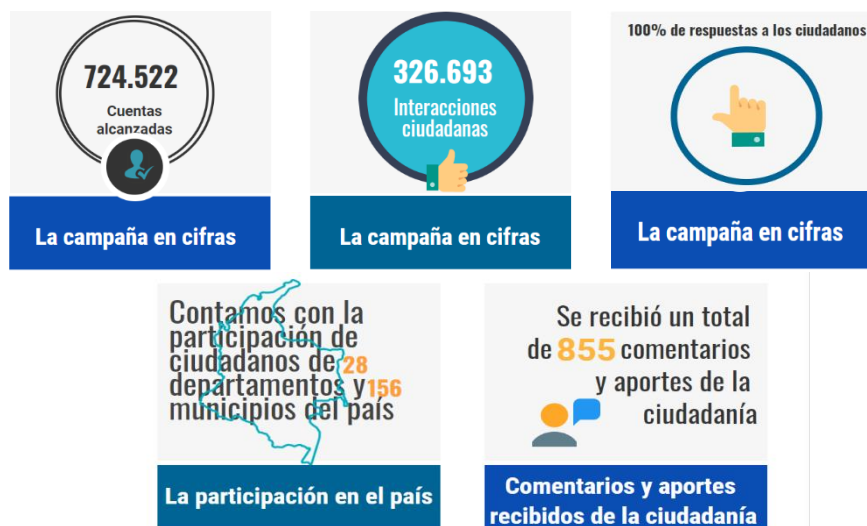 724.522
Cuentas
alcanzadas
La campaña en cifras
326.693
Interacciones
ciudadanas
La campaña en cifras
100% de respuestas a los ciudadanos
La campaña en cifras
Contamos con la
participación de
ciudadanos de 28
departamentos y 156
municipios del país
La participación en el país
Se recibió un total
de 855 comentarios
y aportes de la
ciudadanía
Comentarios y aportes
recibidos de la ciudadanía